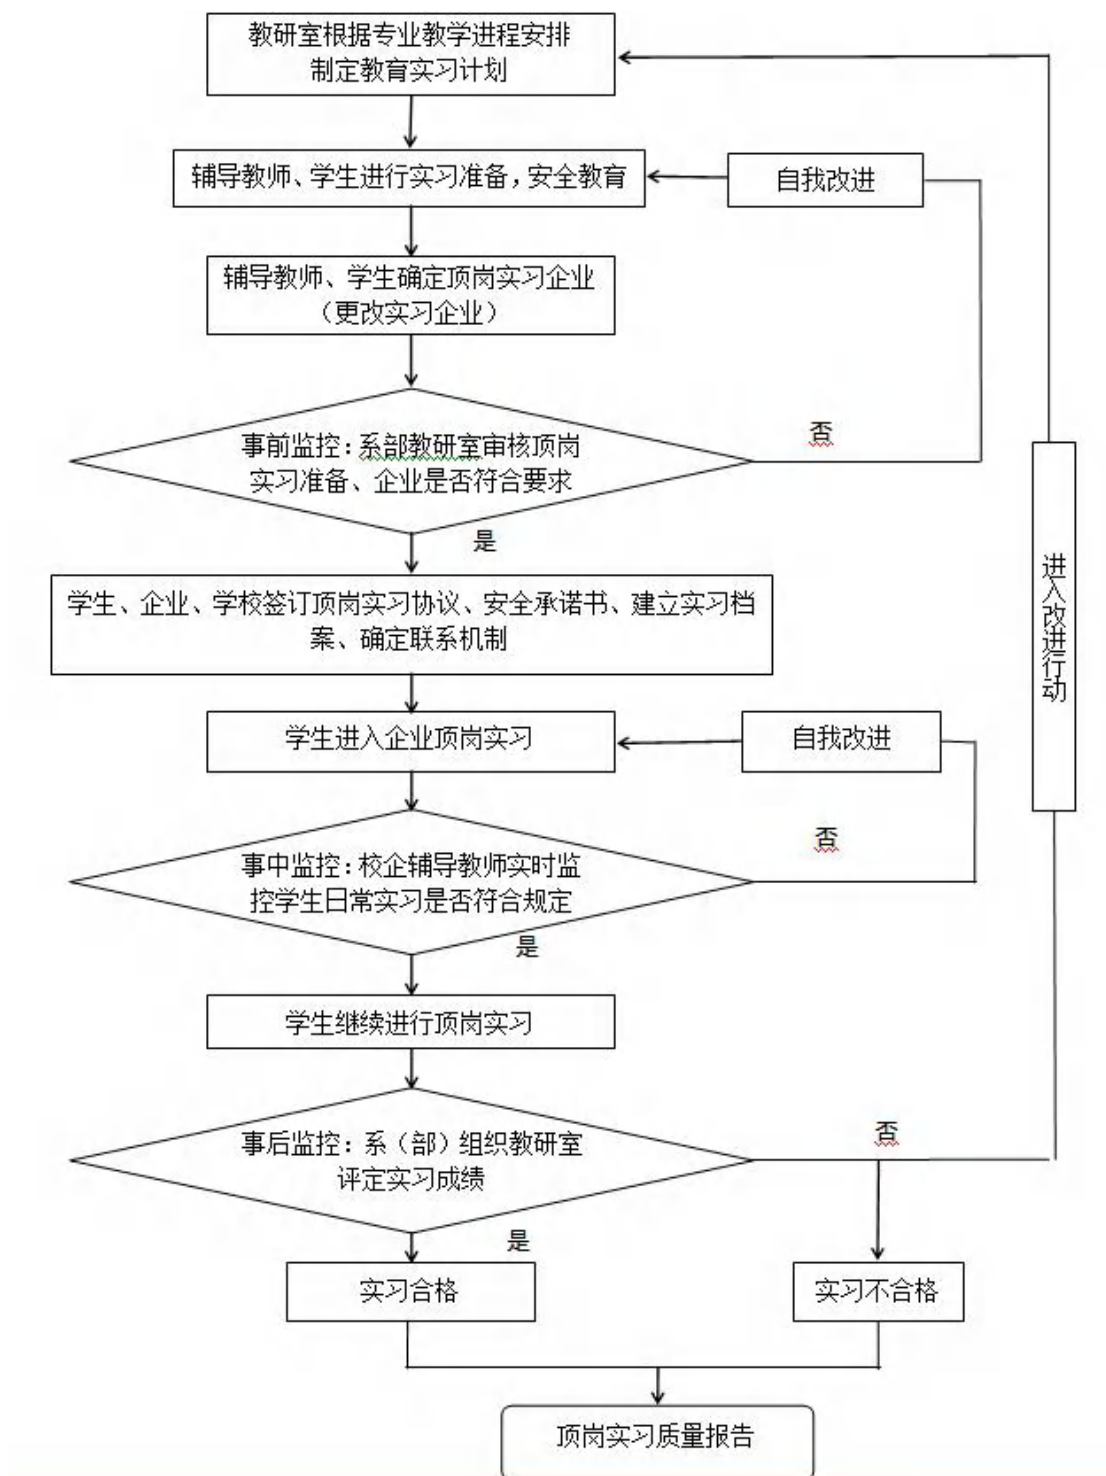 教研室根据专业教学进程安排
制定教育实习计划
辅导教师、学生进行实习准备，安全教育
自我改进
辅导教师、学生确定顶岗实习企业
（更改实习企业）
事前监控：系部教研室审核顶岗
实习准备、企业是否符合要求
否
是
学生、企业、学校签订顶岗实习协议、安全承诺书、建立实习档
案、确定联系机制
进入改进行动
学生进入企业顶岗实习
自我改进
事中监控：校企辅导教师实时监
控学生日常实习是否符合规定
否
是
学生继续进行顶岗实习
事后监控：系（部）组织教研室
评定实习成绩
否
是
实习合格
实习不合格
顶岗实习质量报告